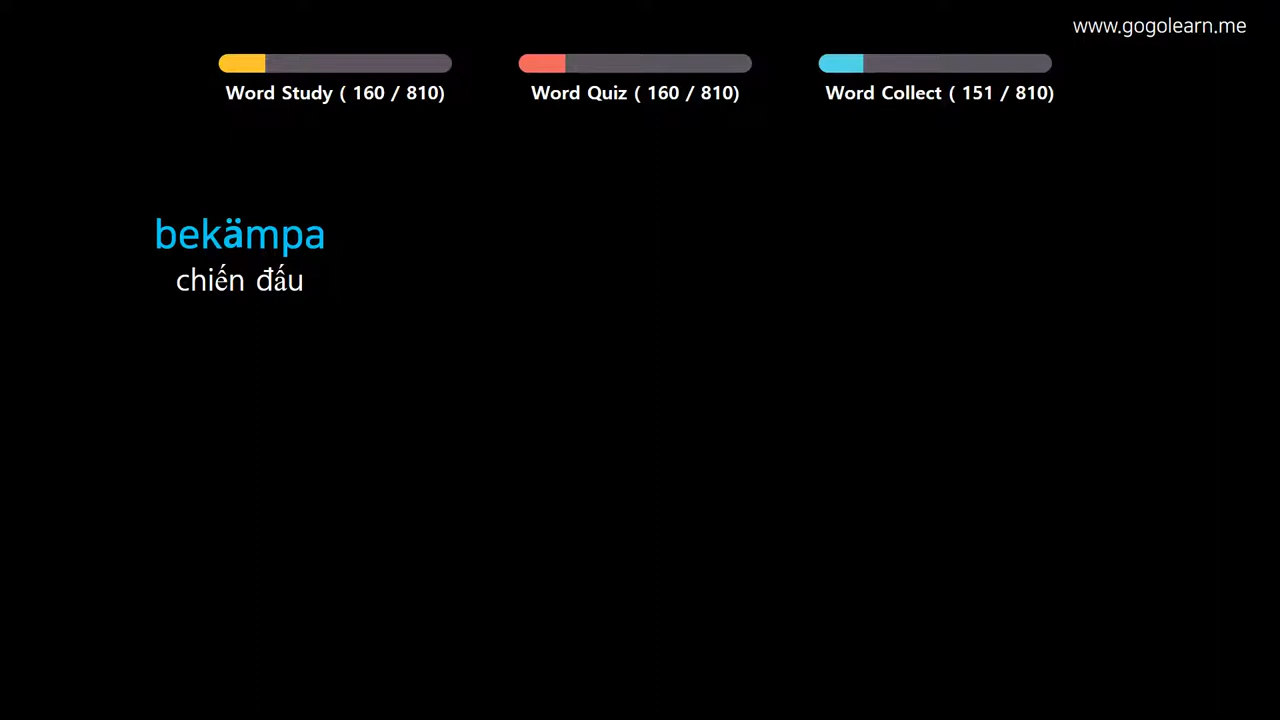 www.gogolearn.me
Word Study ( 160 / 810)
Word Quiz ( 160 / 810)
Word Collect ( 151 / 810)
bekämpa
chiến đấu